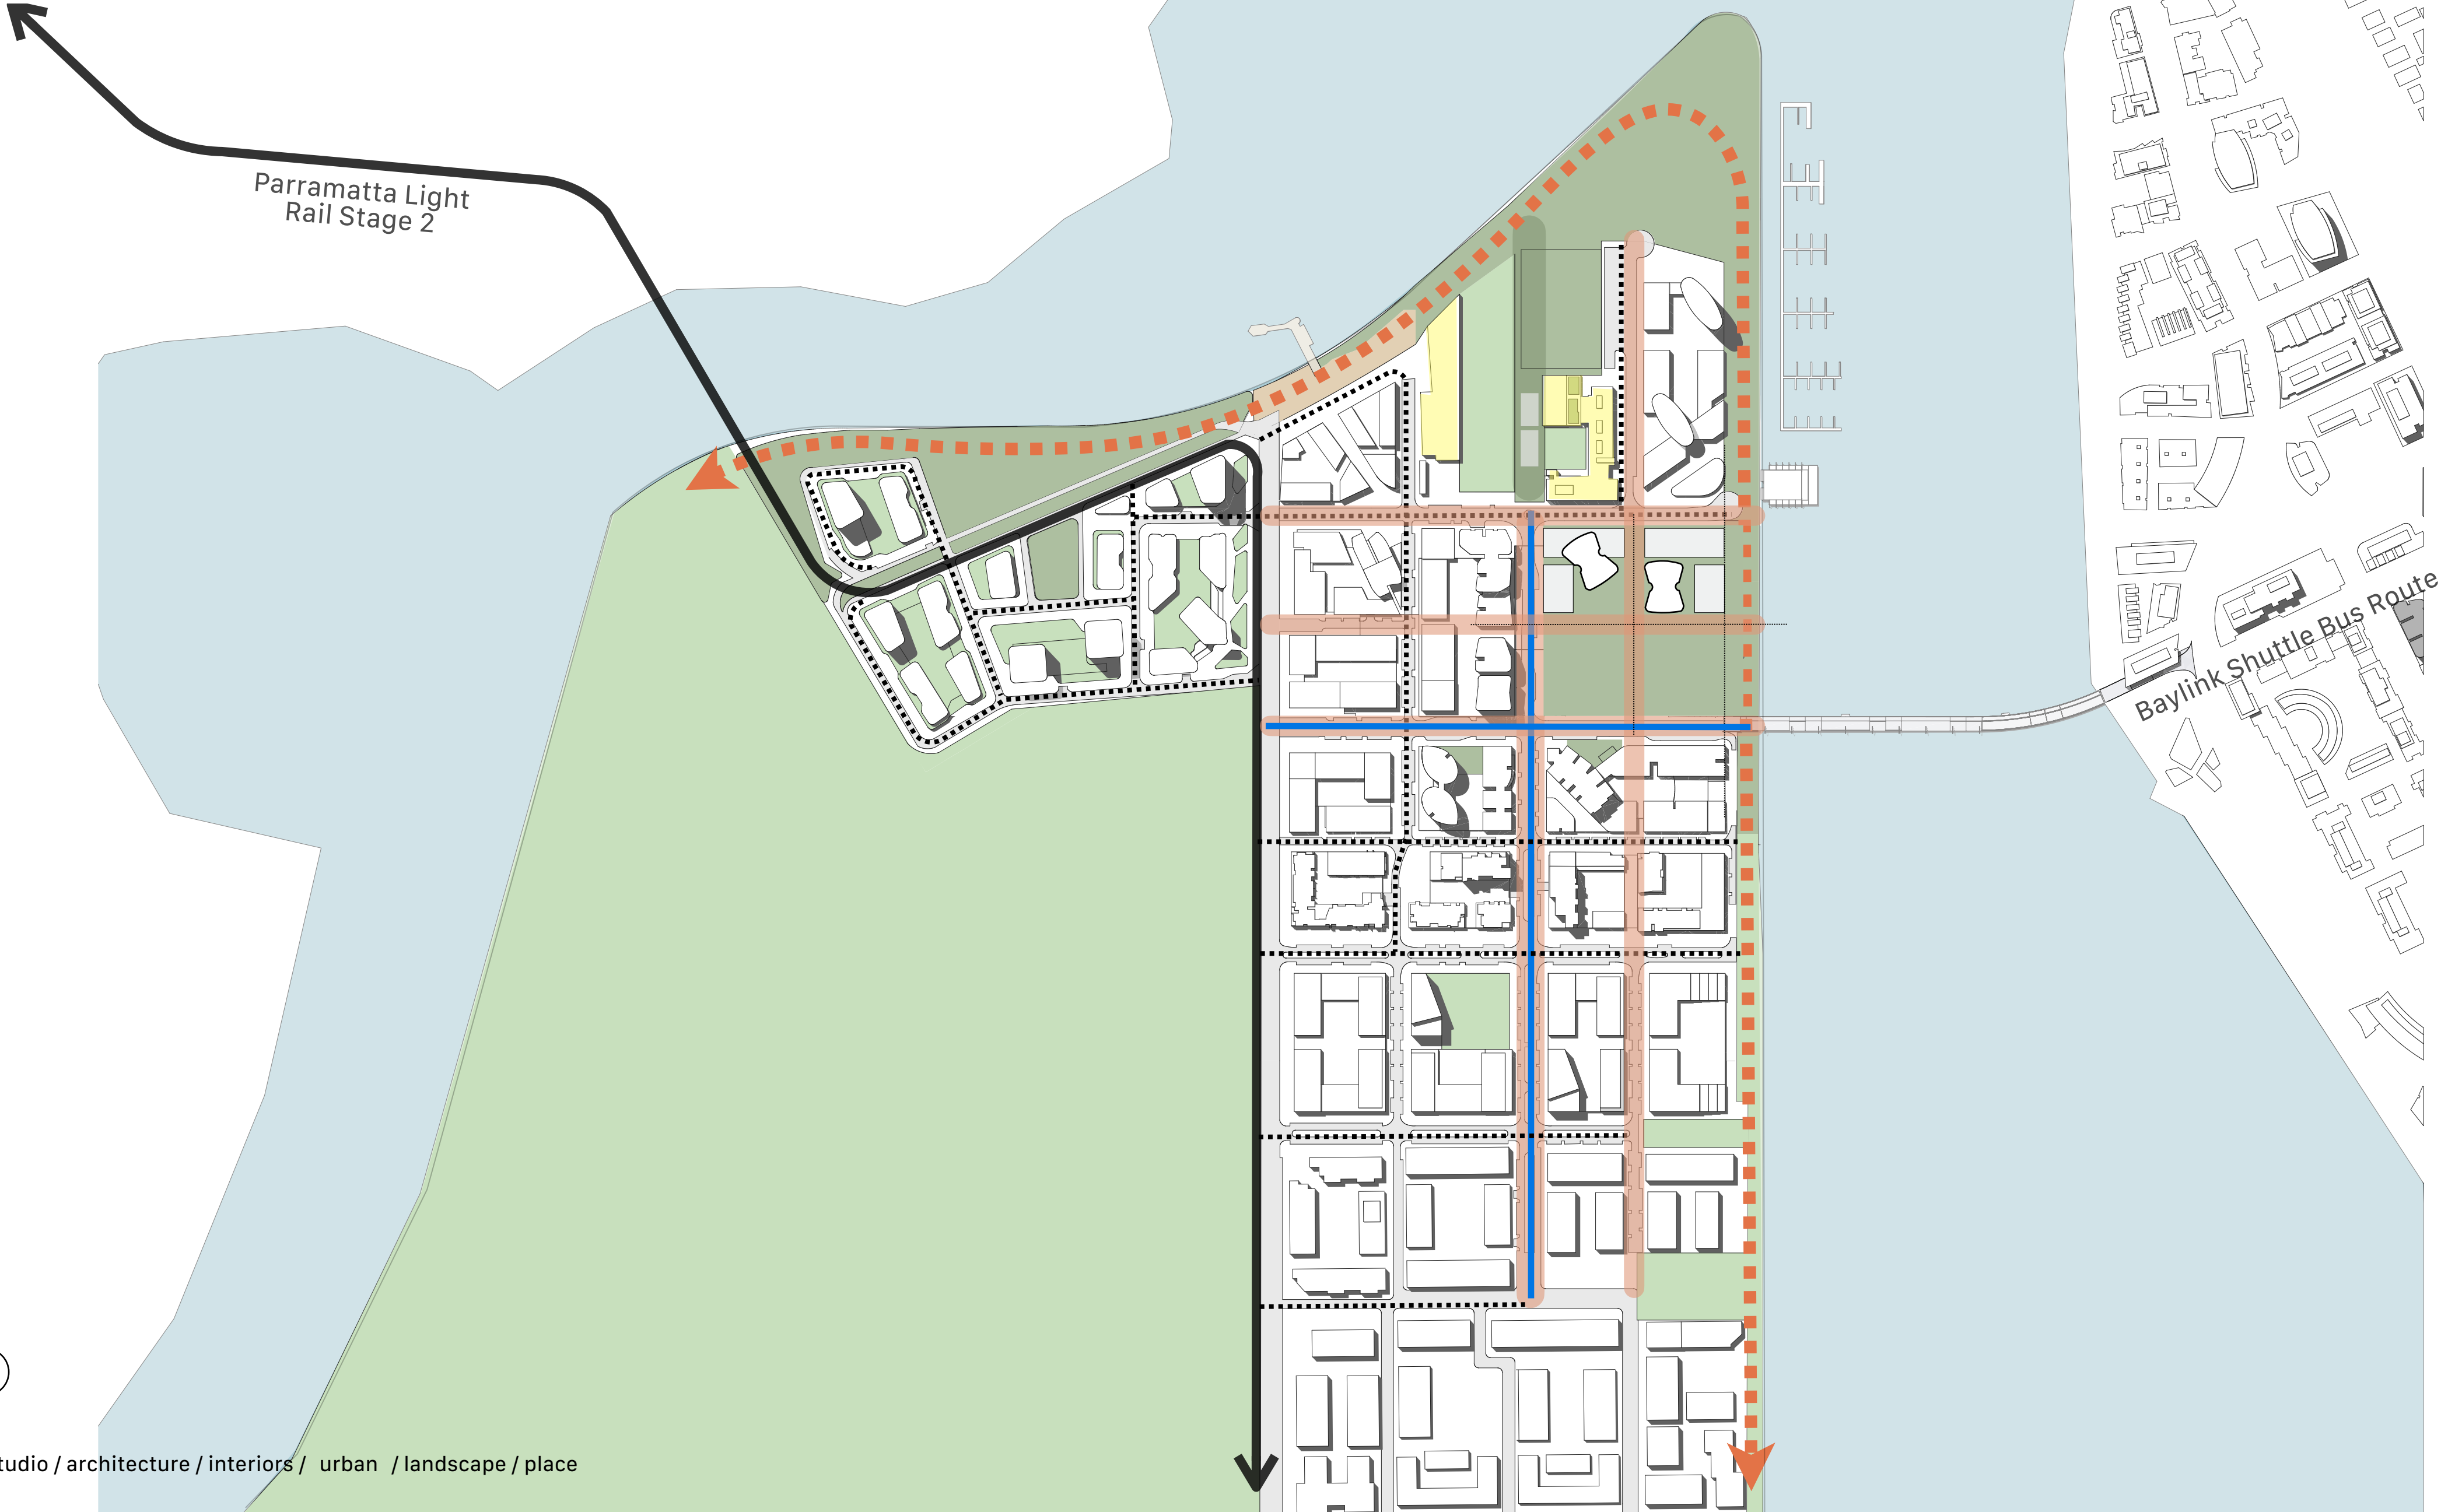 Parramatta Light
Rail Stage 2
Baylink Shuttle Bus Route
tudio / architecture / interiors / urban / landscape / place